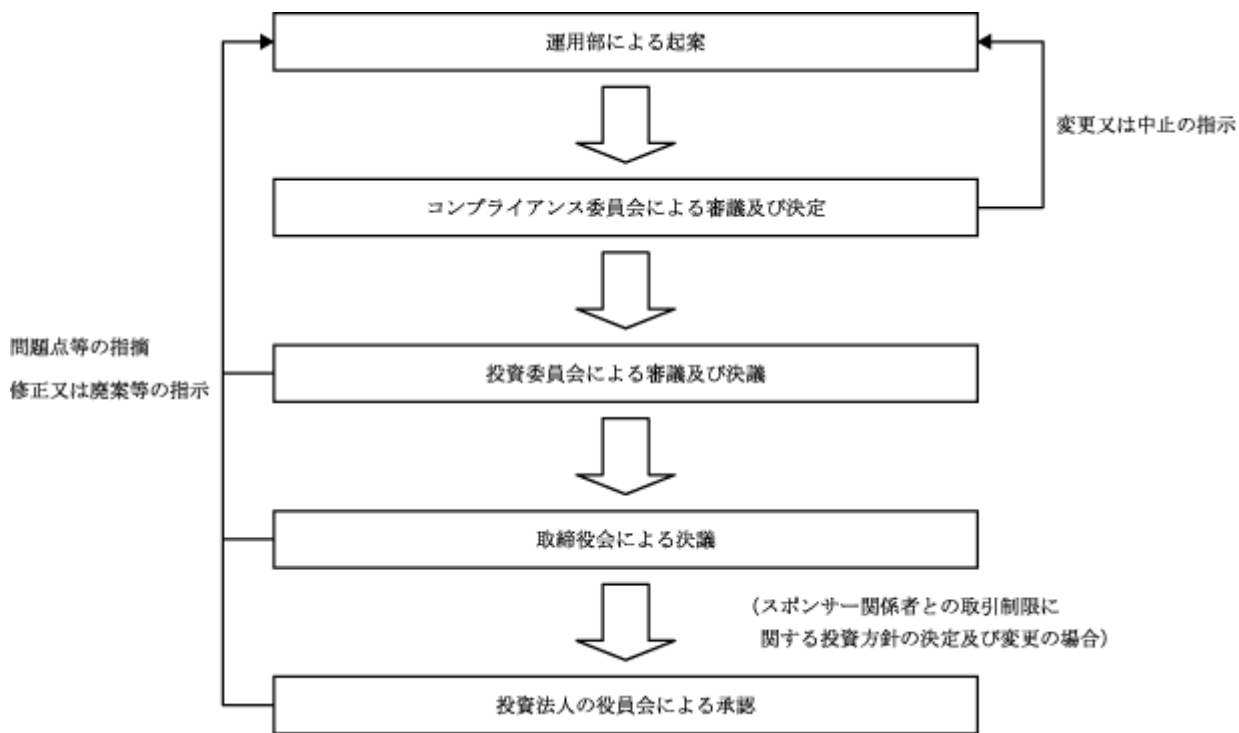 運用部による起案
変更又は中止の指示
コンプライアンス委員会による審議及び決定
問題点等の指摘
修正又は廃案等の指示
投資委員会による審議及び決議
取締役会による決議
(スポンサー関係者との取引制限に
関する投資方針の決定及び変更の場合)
投資法人の役員会による承認